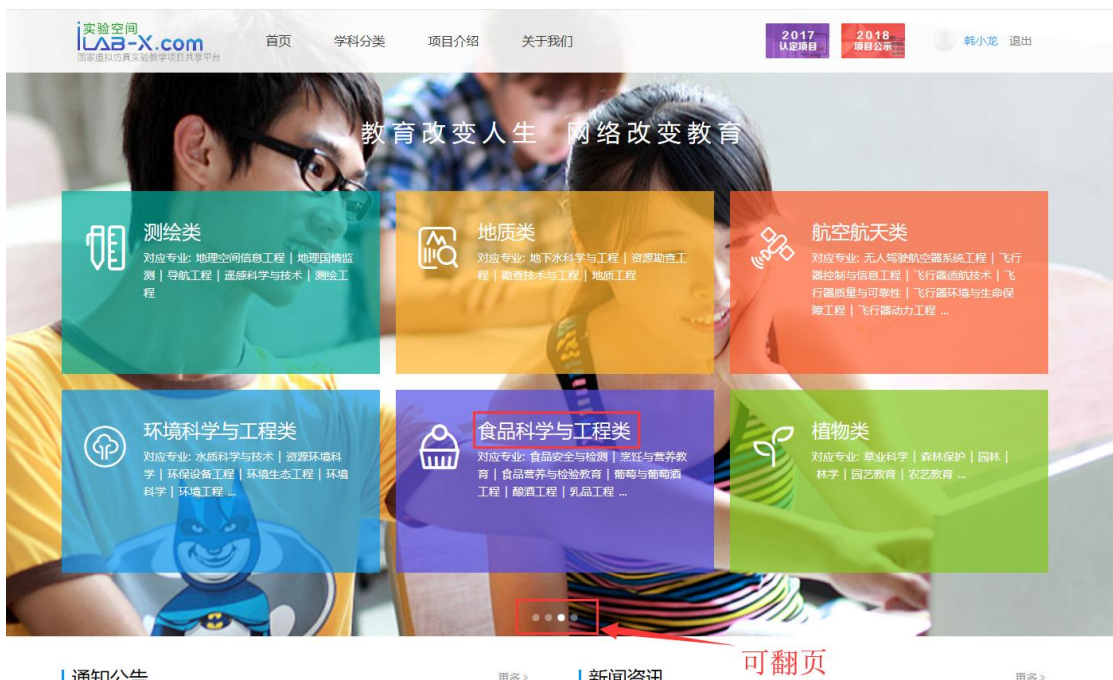 实验空间
iLAB-X.com
国家虚拟仿真实验教学项目共享平台
首页
学科分类
项目介绍
关于我们
2017
认定项目
2018
项目公示
韩小龙
退出
教育改变人生 网络改变教育
测绘类
对应专业: 地理空间信息工程 | 地理国情监
测 | 导航工程 | 遥感科学与技术 | 测绘工
程
地质类
对应专业: 地下水科学与工程 | 资源勘查工
程 | 勘查技术与工程 | 地质工程
航空航天类
对应专业: 无人驾驶航空器系统工程 | 飞行
器控制与信息工程 | 飞行器适航技术 | 飞
行器质量与可靠性 | 飞行器环境与生命保
障工程 | 飞行器动力工程 ...
环境科学与工程类
对应专业: 水质科学与技术 | 资源环境科
学 | 环保设备工程 | 环境生态工程 | 环境
科学 | 环境工程 ...
食品科学与工程类
对应专业: 食品安全与检测 | 烹饪与营养教
育 | 食品营养与检验教育 | 葡萄与葡萄酒
工程 | 酿酒工程 | 乳品工程 ...
植物类
对应专业: 草业科学 | 森林保护 | 园林 |
林学 | 园艺教育 | 农艺教育 ...
可翻页
通知公告
更多>
新闻资讯
更多>